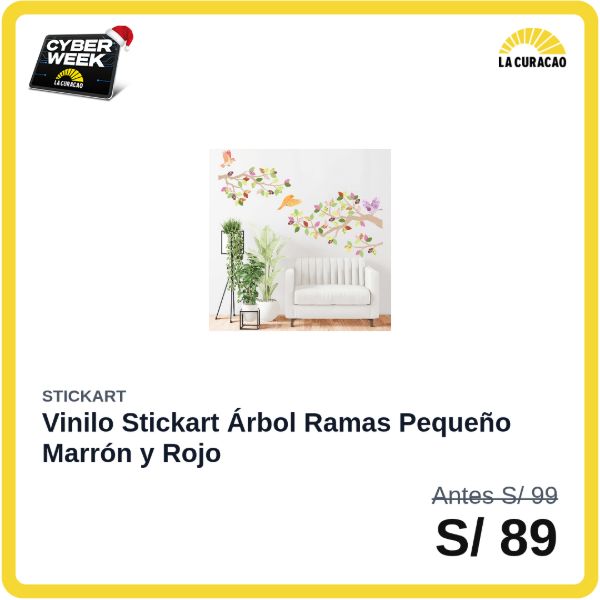 CYBER
WEEK
LA CURACAO
LA CURACAO
STICKART
Vinilo Stickart Árbol Ramas Pequeño
Marrón y Rojo
Antes S/ 99
S/ 89